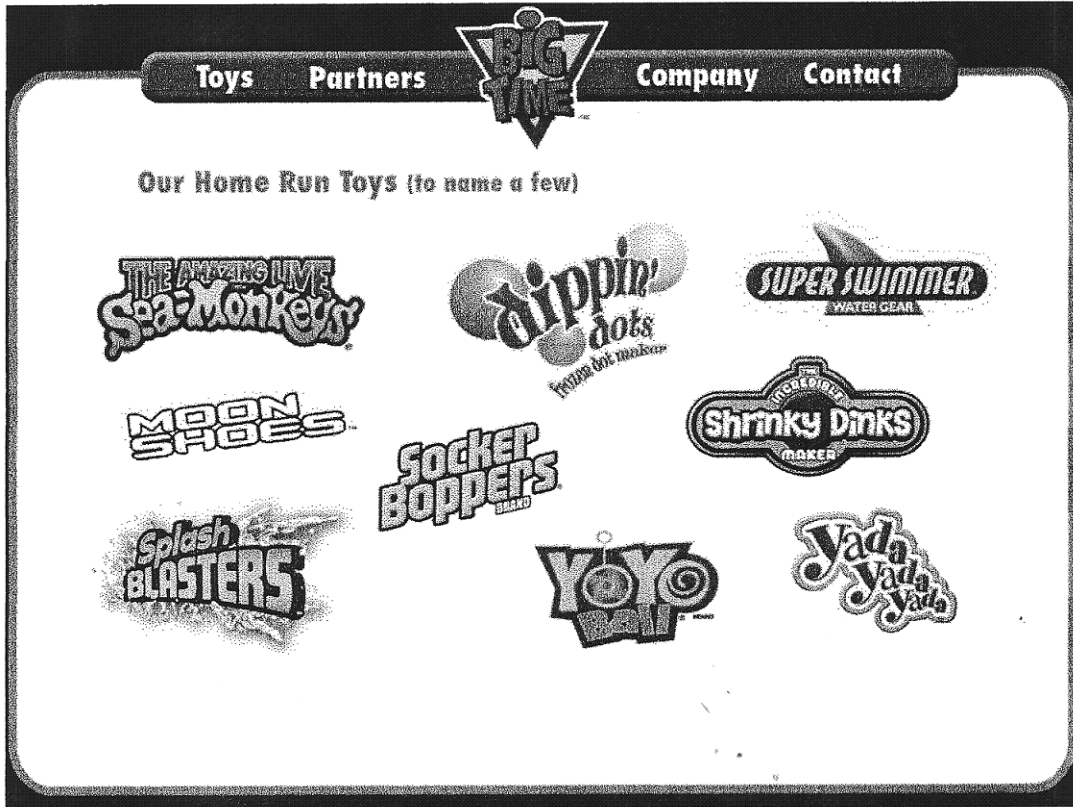 BIG
TIME
Toys Partners Company Contact
Our Home Run Toys (to name a few)
THE AMAZING LIVE
Sea-Monkeys®
dippin'
dots
frozen dot maker
SUPER SWIMMER
WATER GEAR
MOON
SHOES
Socker
Boppers
BRAND
THE
INCREDIBLE
Shrinky Dinks
MAKER
Splash
BLASTERS
YOYO
Ball®
Yada
Yada
Yada